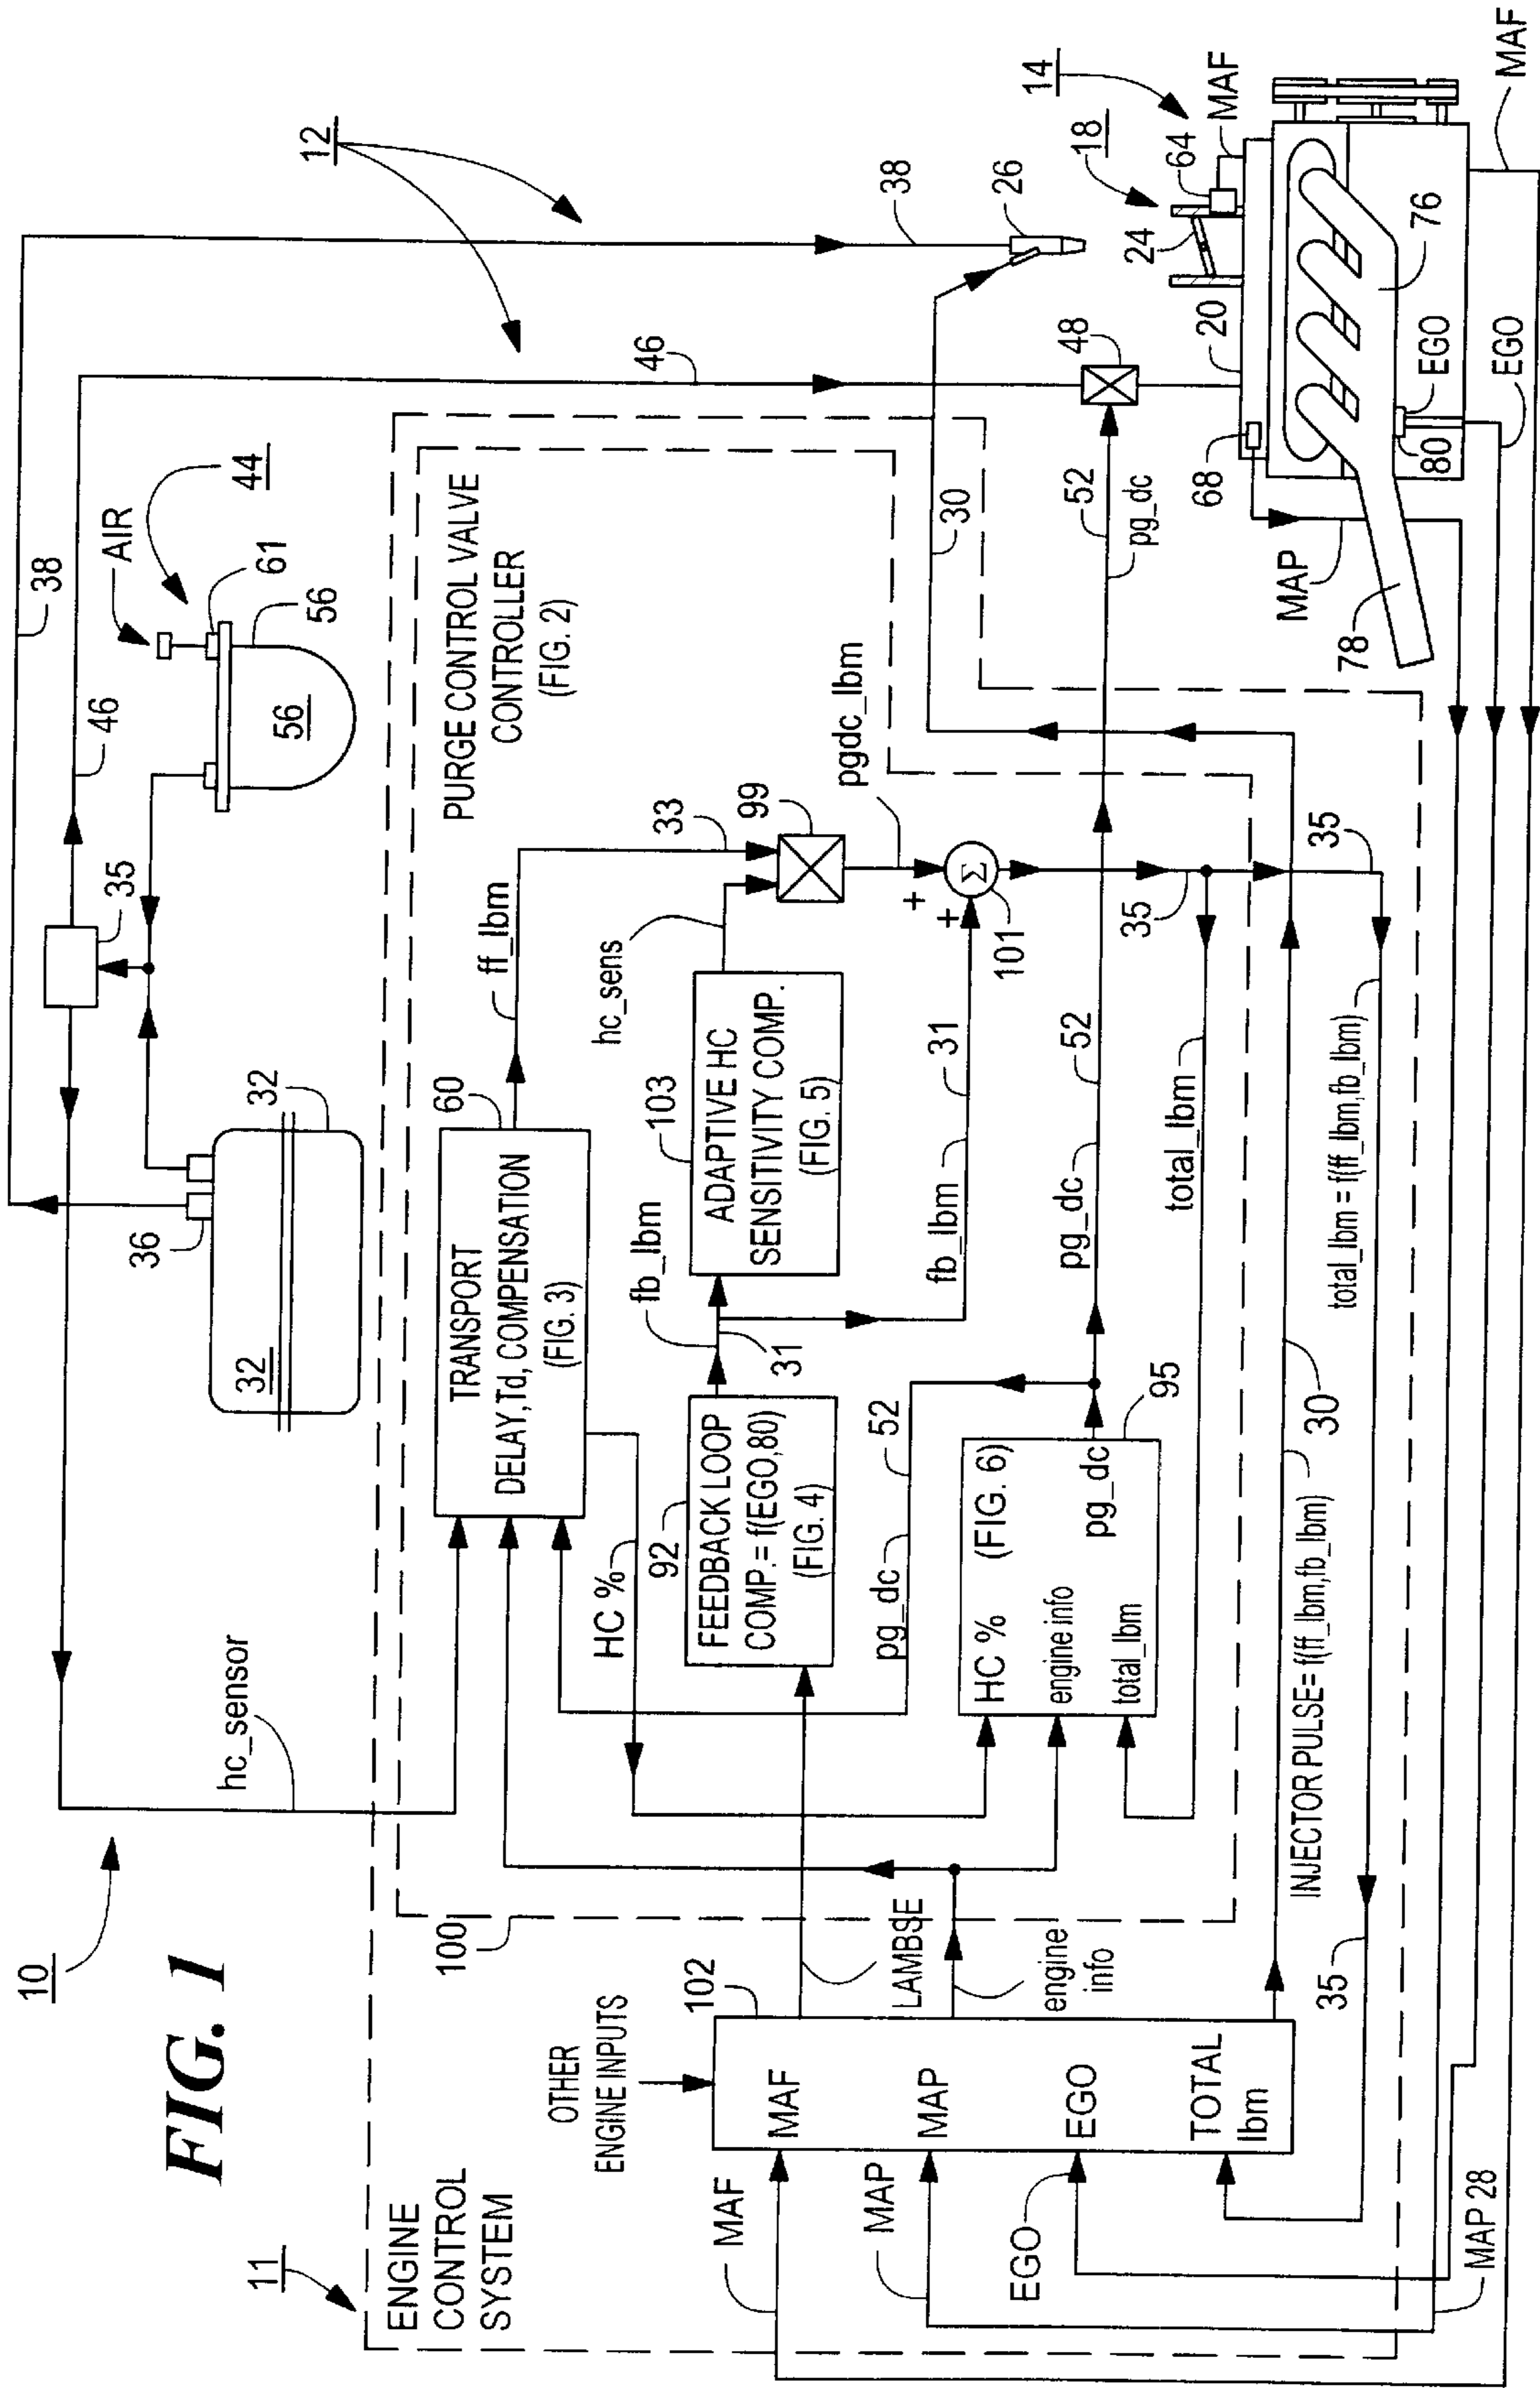 FIG. 1
10
11
ENGINE
CONTROL
SYSTEM
100
OTHER
ENGINE INPUTS
102
MAF
MAF
MAP
MAP
EGO
EGO
TOTAL
lbm
LAMBSE
engine
info
hc_sensor
36
32
32
38
35
46
AIR
44
61
56
56
12
PURGE CONTROL VALVE
CONTROLLER
(FIG. 2)
TRANSPORT
DELAY,Td, COMPENSATION
(FIG. 3)
60
ff_lbm
33
HC %
92
FEEDBACK LOOP
COMP.= f(EGO,80)
(FIG. 4)
fb_lbm
31
103
ADAPTIVE HC
SENSITIVITY COMP.
(FIG. 5)
hc_sens
99
pgdc_lbm
+
+
Σ
101
fb_lbm
31
pg_dc
52
HC %
(FIG. 6)
engine info
total_lbm
pg_dc
95
pg_dc
52
total_lbm
35
35
INJECTOR PULSE= f(ff_lbm,fb_lbm)
30
total_lbm = f(ff_lbm,fb_lbm)
35
MAP 28
30
52
pg_dc
46
48
38
26
14
18
64
MAF
24
20
68
MAP
78
76
80
EGO
EGO
MAF